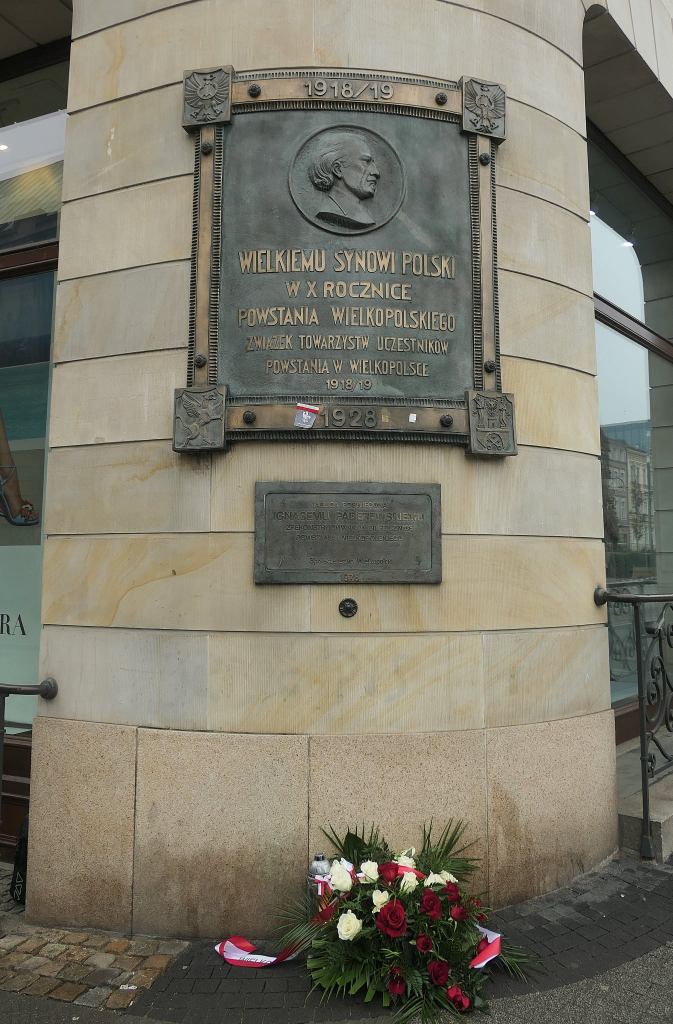 1918/19
WIELKIEMU SYNOWI POLSKI
W X ROCZNICE
POWSTANIA WIELKOPOLSKIEGO
ZWIĄZEK TOWARZYSTW UCZESTNIKÓW
POWSTANIA W WIELKOPOLSCE
1918/19
1928
IGNACEMU PADEREWSKIEMU
POWSTANIA WIELKOPOLSKIEGO
RA